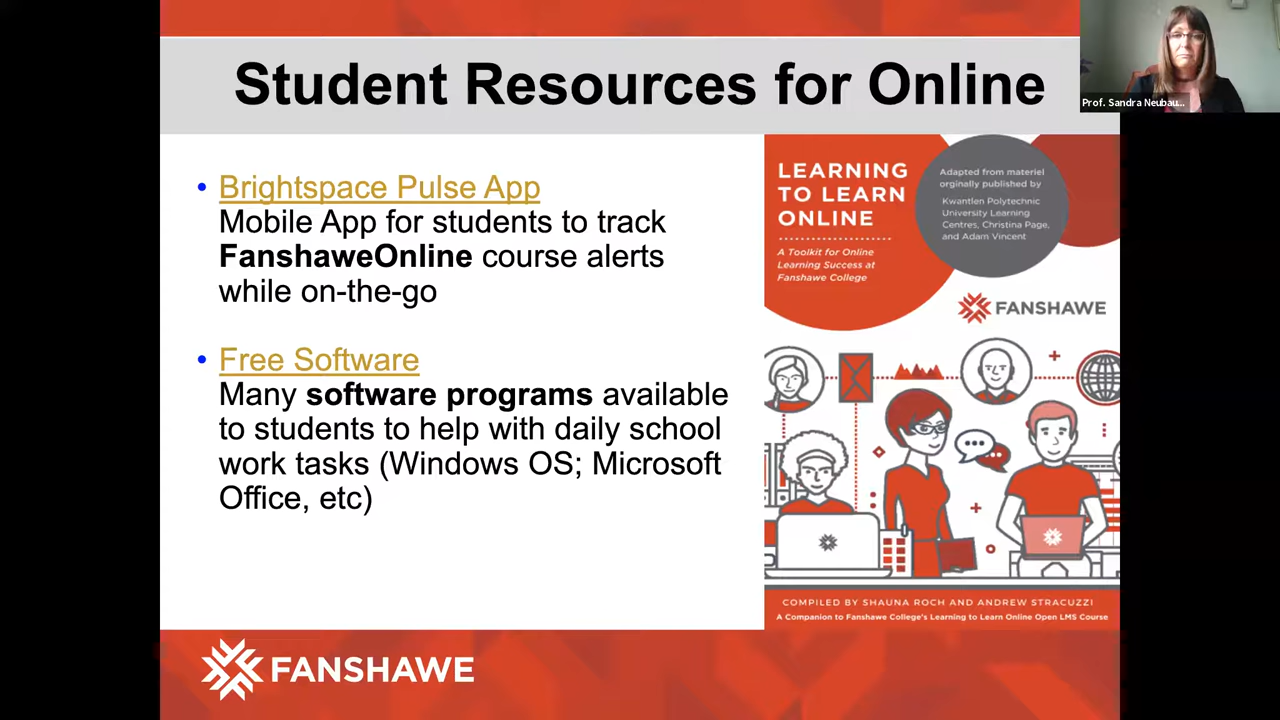 Student Resources for Online
Prof. Sandra Neubau...
• Brightspace Pulse App
Mobile App for students to track
FanshaweOnline course alerts
while on-the-go
• Free Software
Many software programs available
to students to help with daily school
work tasks (Windows OS; Microsoft
Office, etc)
LEARNING
TO LEARN
ONLINE
A Toolkit for Online
Learning Success at
Fanshawe College
Adapted from materiel
orginally published by
Kwantlen Polytechnic
University Learning
Centres, Christina Page,
and Adam Vincent
FANSHAWE
COMPILED BY SHAUNA ROCH AND ANDREW STRACUZZI
A Companion to Fanshawe College's Learning to Learn Online Open LMS Course
FANSHAWE